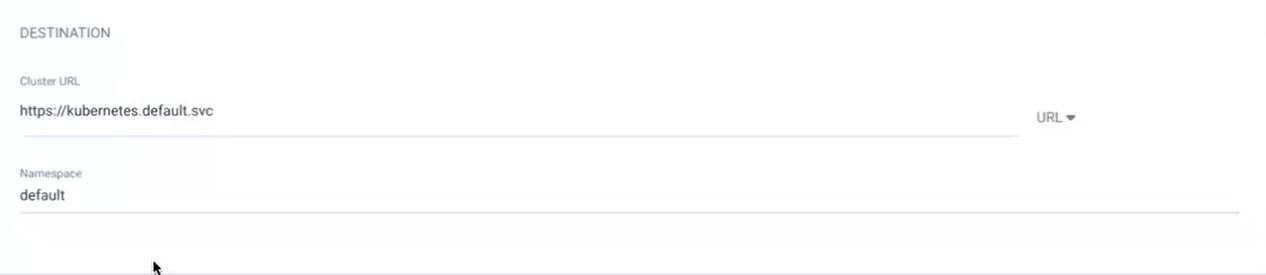 DESTINATION
Cluster URL
https://kubernetes.default.svc
URL
Namespace
default